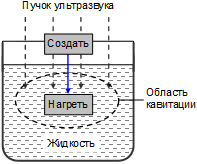 Пучок ультразвука
Создать
Нагреть
Область
кавитации
Жидкость